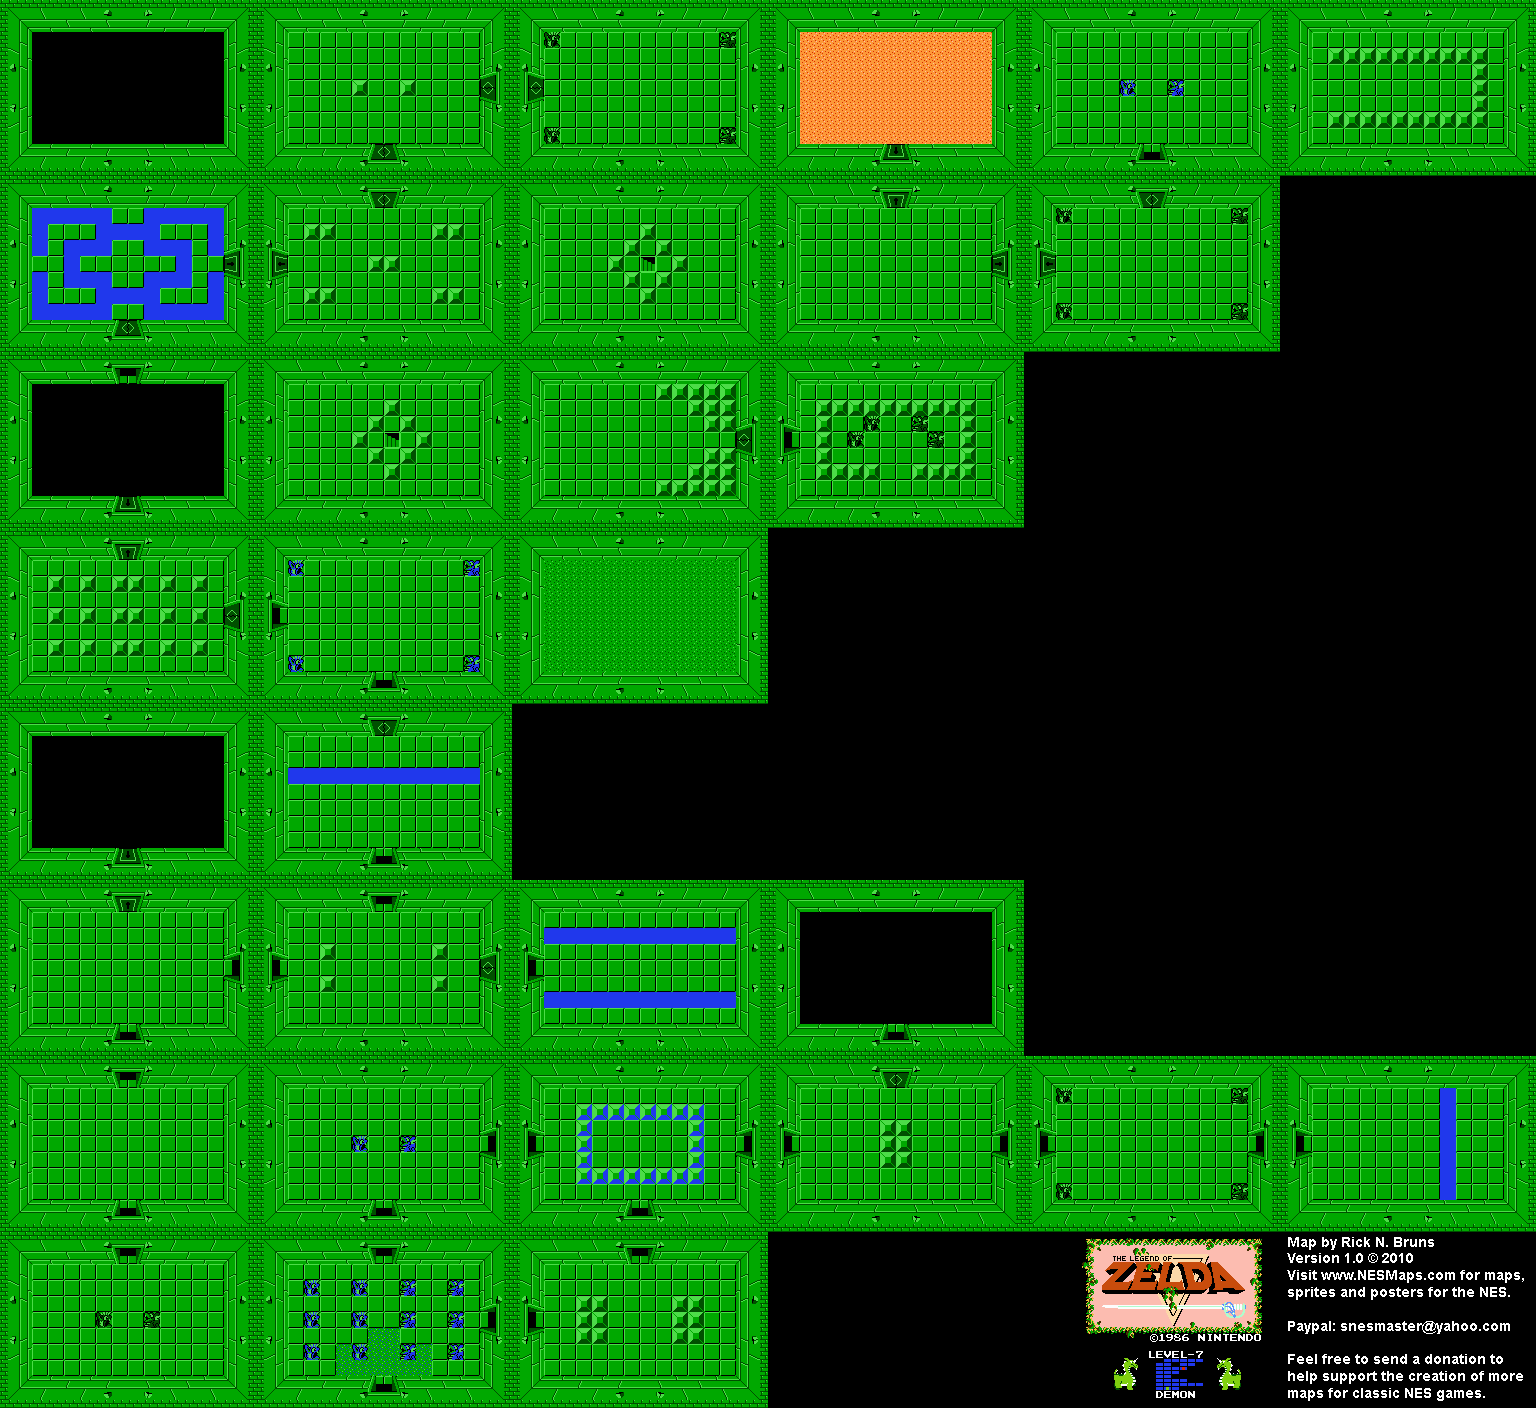 THE LEGEND OF
ZELDA
©1986 NINTENDO
LEVEL-7
DEMON
Map by Rick N. Bruns
Version 1.0 © 2010
Visit www.NESMaps.com for maps,
sprites and posters for the NES.
Paypal: snesmaster@yahoo.com
Feel free to send a donation to
help support the creation of more
maps for classic NES games.